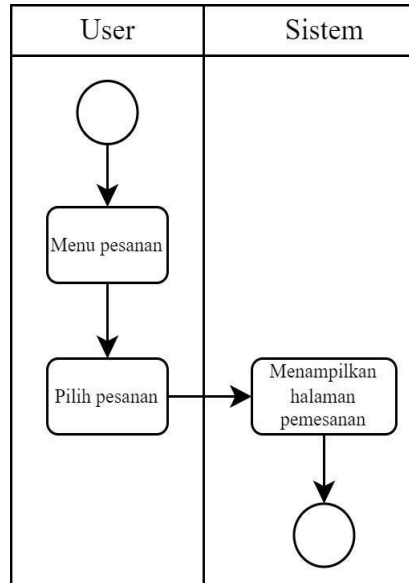 User
Sistem
Menu pesanan
Pilih pesanan
Menampilkan
halaman
pemesanan